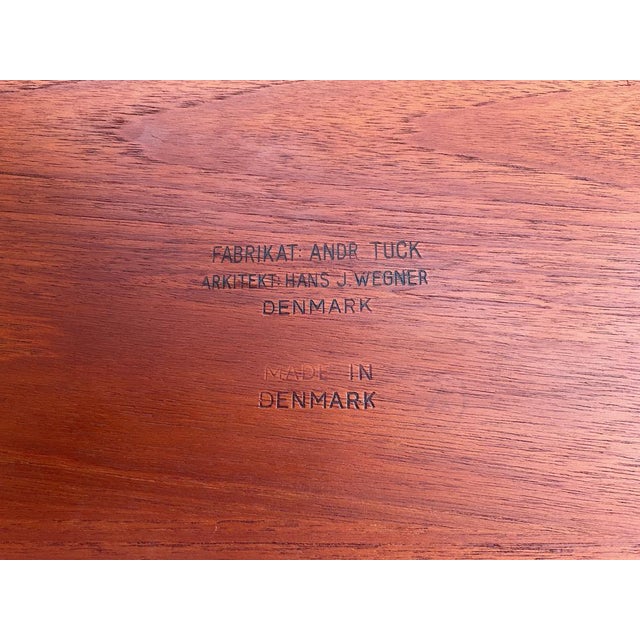 FABRIKAT: ANDR TUCK
ARKITEKT: HANS J. WEGNER
DENMARK
MADE IN
DENMARK